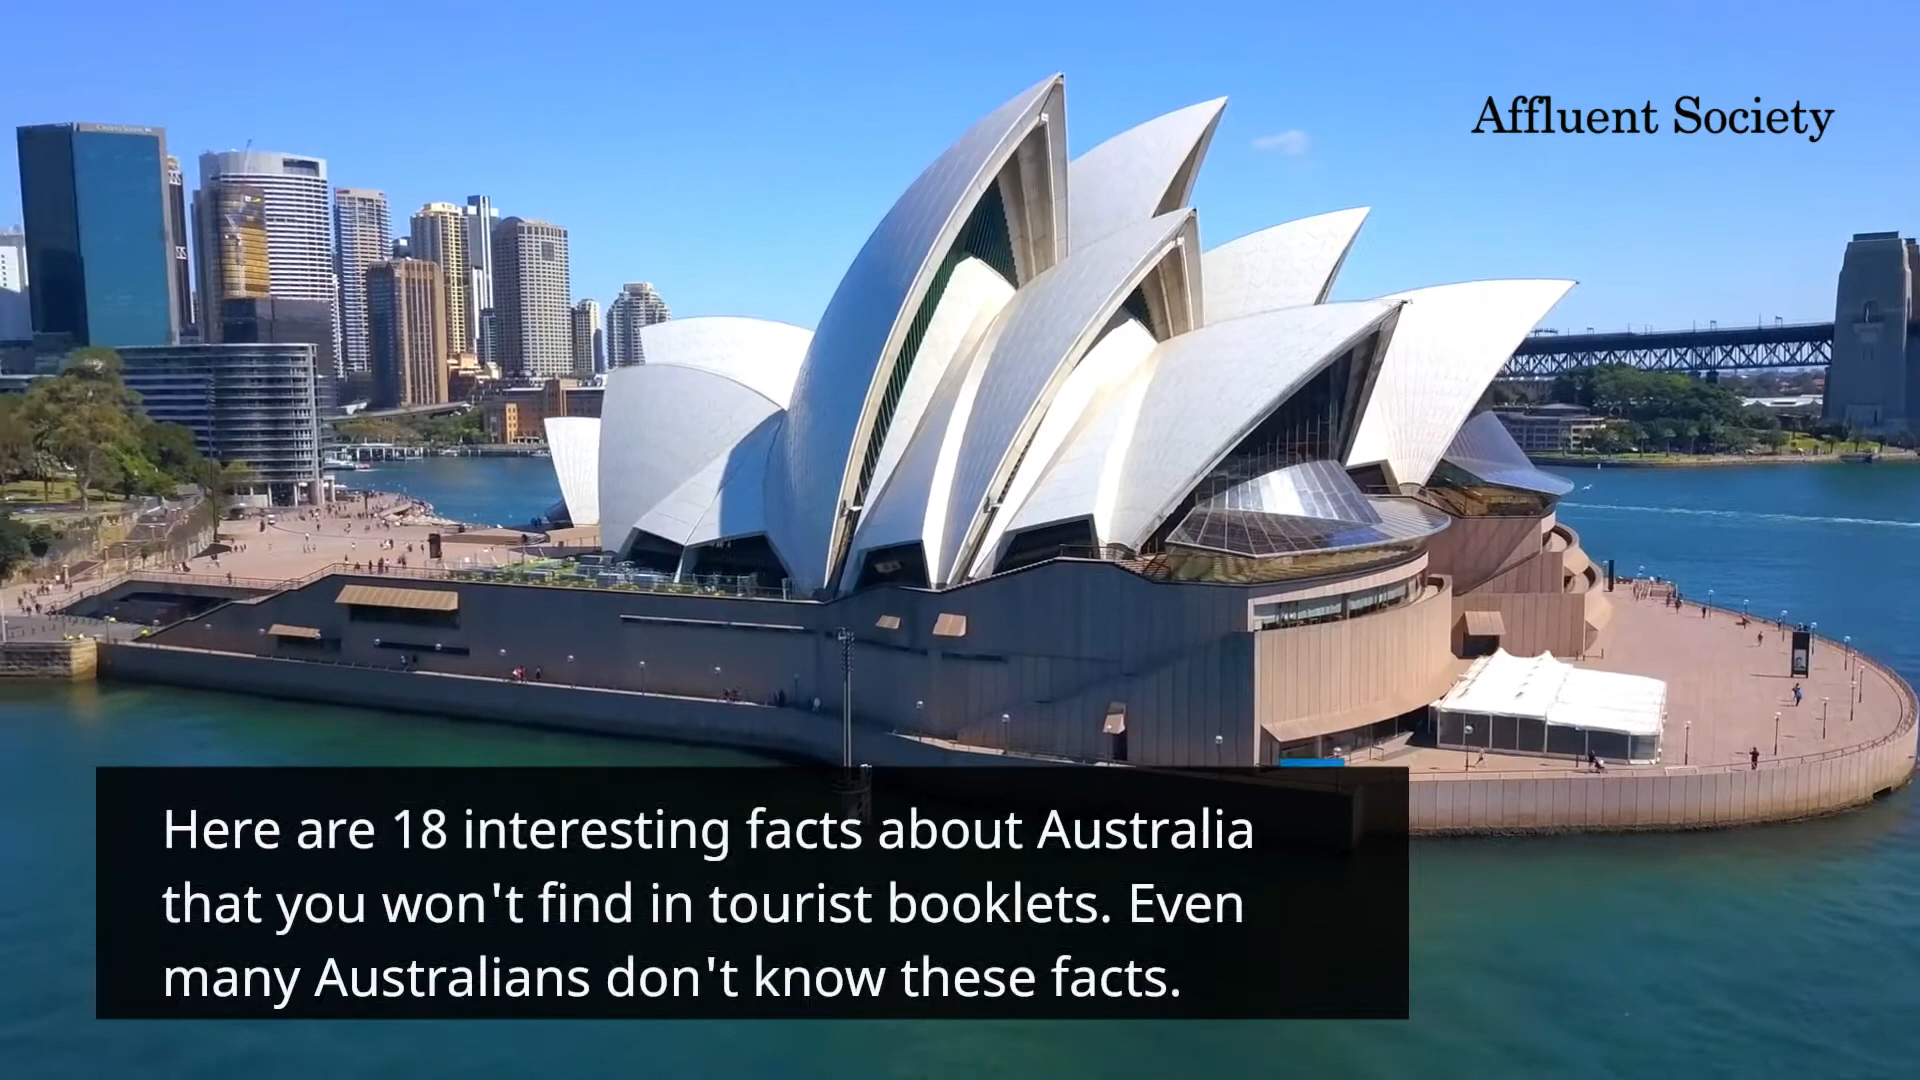 Affluent Society
Here are 18 interesting facts about Australia
that you won't find in tourist booklets. Even
many Australians don't know these facts.